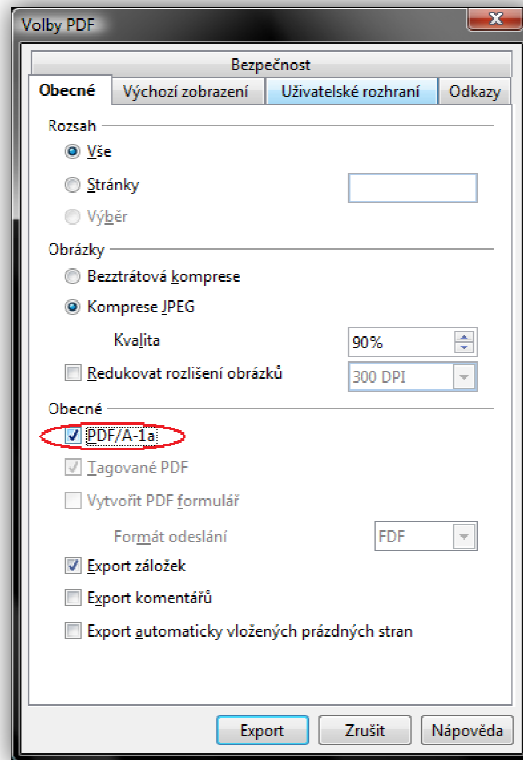 Volby PDF
Bezpečnost
Obecné Výchozí zobrazení Uživatelské rozhraní Odkazy
Rozsah
Vše
Stránky
Výběr
Obrázky
Bezztrátová komprese
Komprese JPEG
Kvalita 90%
Redukovat rozlišení obrázků 300 DPI
Obecné
PDF/A-1a
Tagované PDF
Vytvořit PDF formulář
Formát odeslání FDF
Export záložek
Export komentářů
Export automaticky vložených prázdných stran
Export Zrušit Nápověda